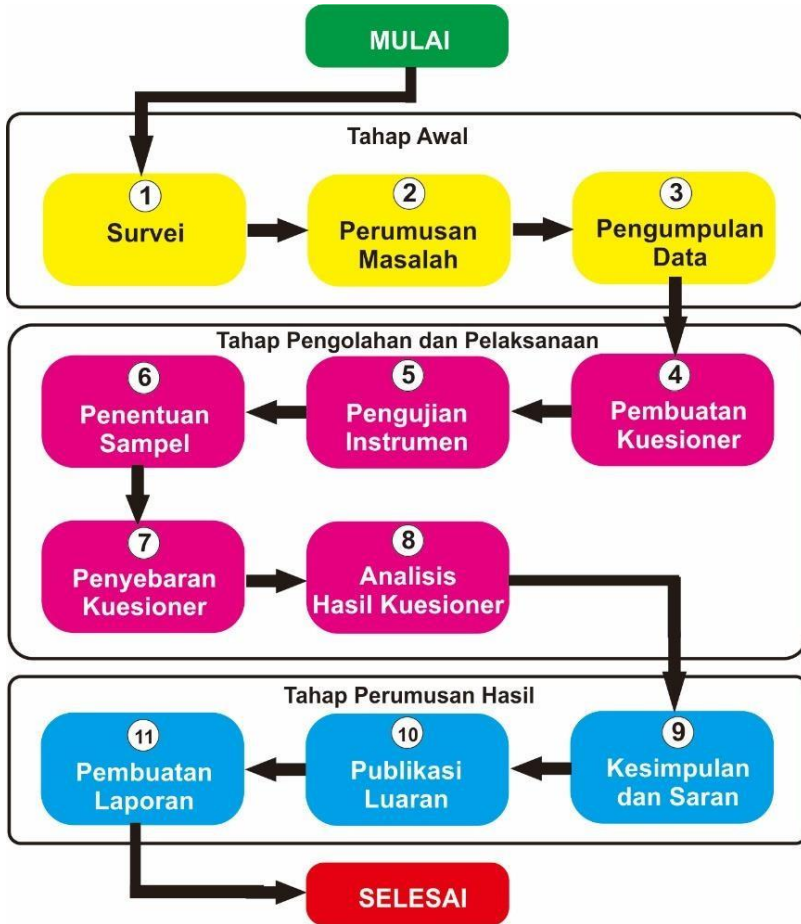 MULAI
Tahap Awal
1
Survei
2
Perumusan
Masalah
3
Pengumpulan
Data
Tahap Pengolahan dan Pelaksanaan
4
Pembuatan
Kuesioner
5
Pengujian
Instrumen
6
Penentuan
Sampel
7
Penyebaran
Kuesioner
8
Analisis
Hasil Kuesioner
Tahap Perumusan Hasil
9
Kesimpulan
dan Saran
10
Publikasi
Luaran
11
Pembuatan
Laporan
SELESAI